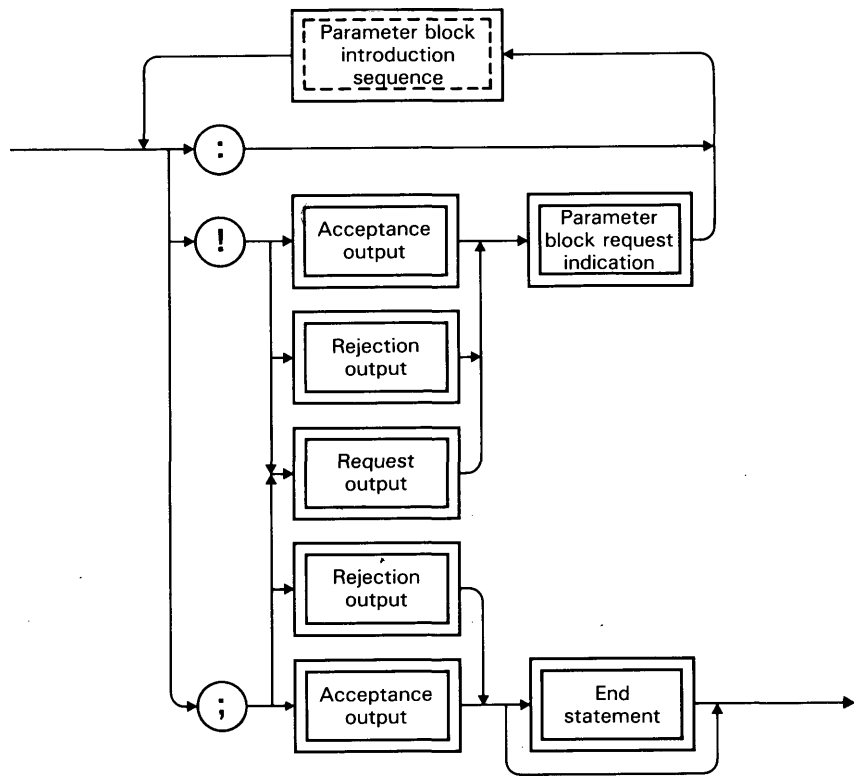 Parameter block
introduction
sequence
:
!
Acceptance
output
Parameter
block request
indication
Rejection
output
Request
output
Rejection
output
;
Acceptance
output
End
statement